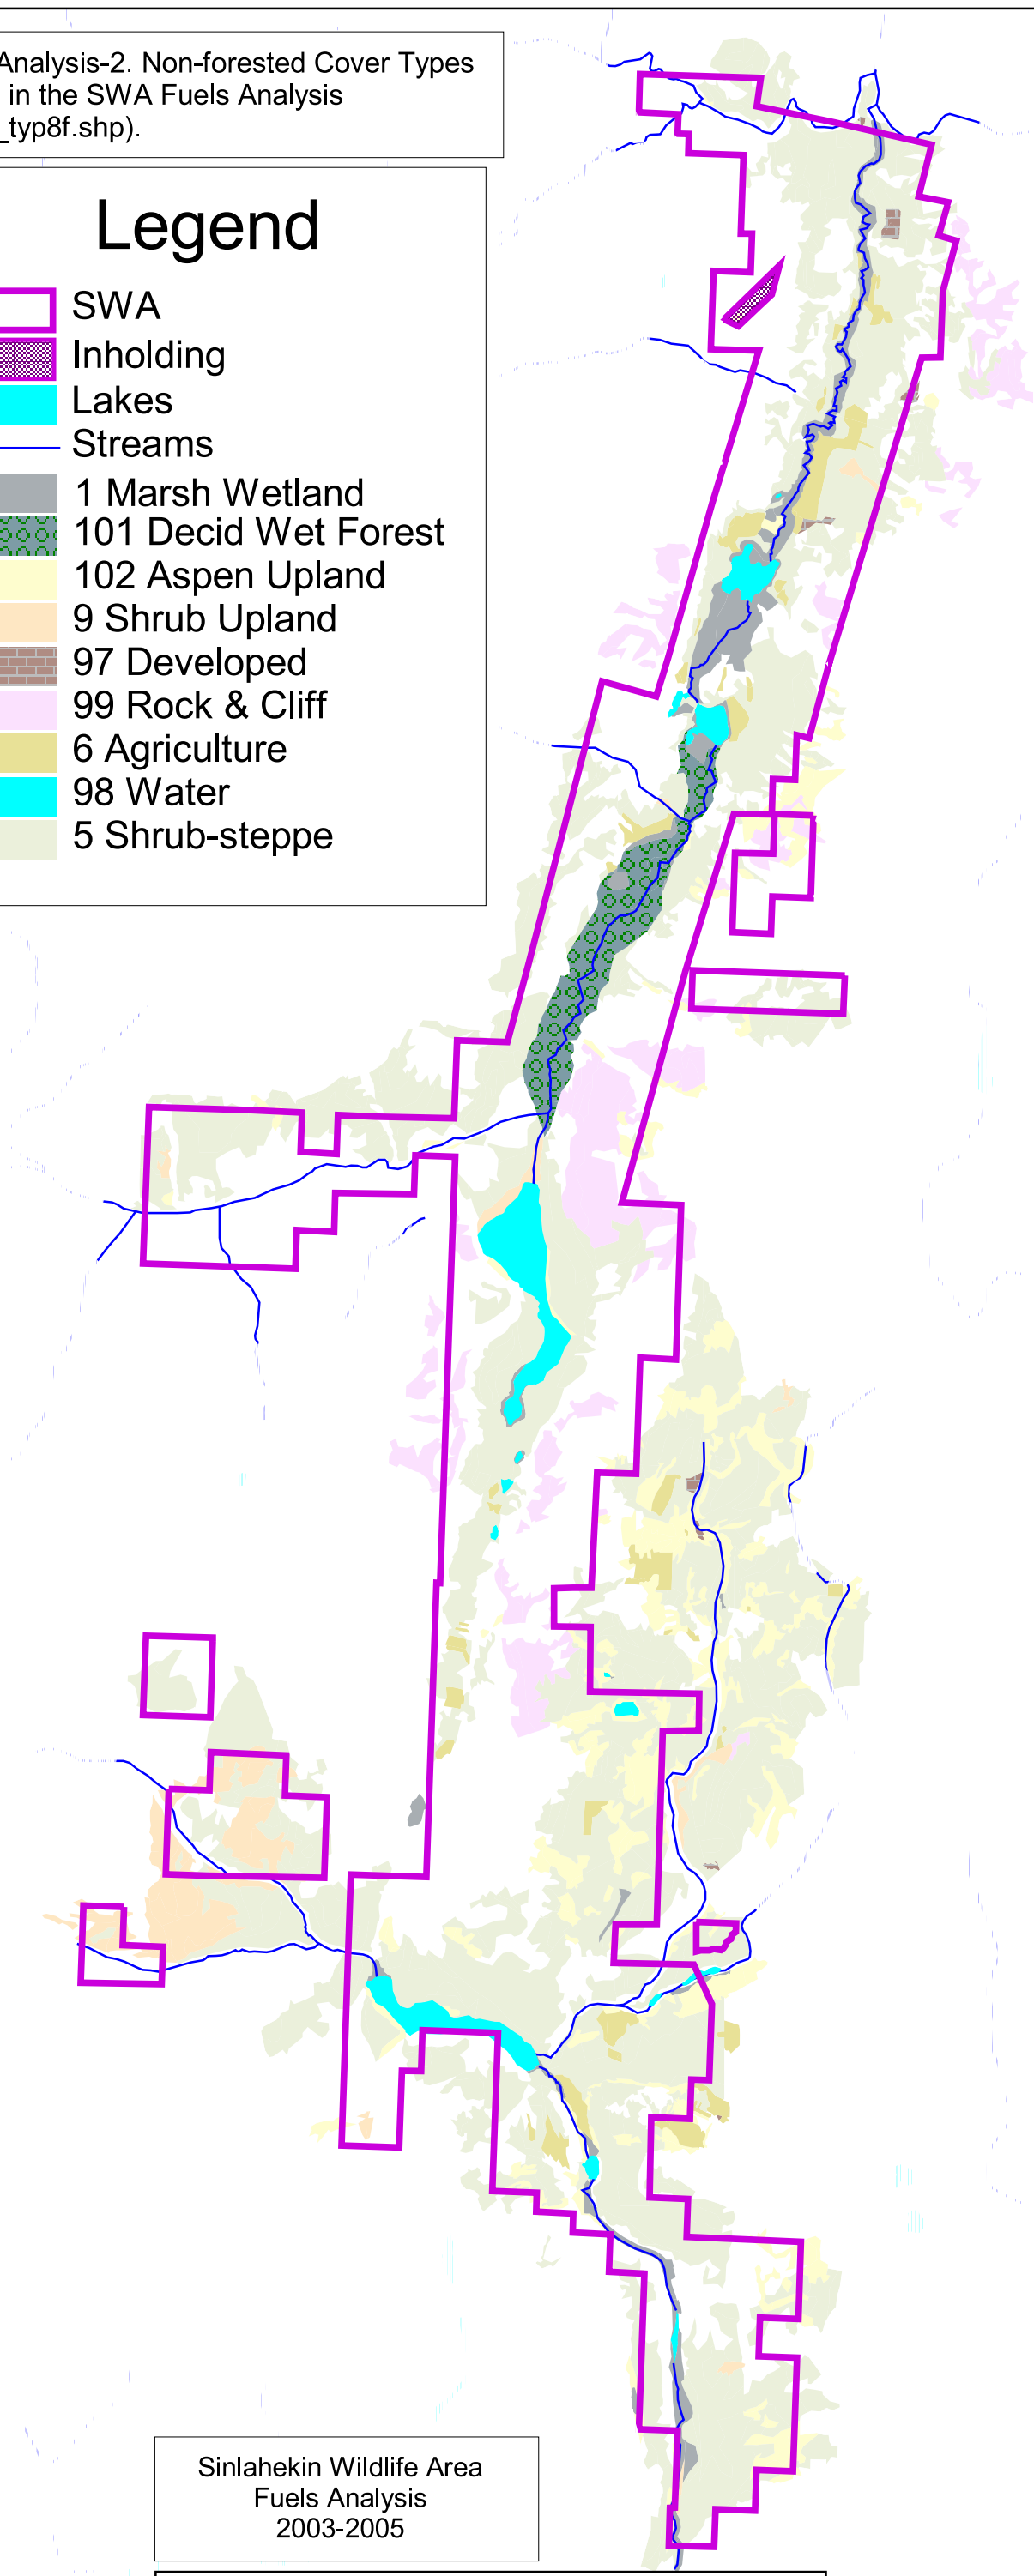 Analysis-2. Non-forested Cover Types
in the SWA Fuels Analysis
_typ8f.shp).
Legend
SWA
Inholding
Lakes
Streams
1 Marsh Wetland
101 Decid Wet Forest
102 Aspen Upland
9 Shrub Upland
97 Developed
99 Rock & Cliff
6 Agriculture
98 Water
5 Shrub-steppe
Sinlahekin Wildlife Area
Fuels Analysis
2003-2005